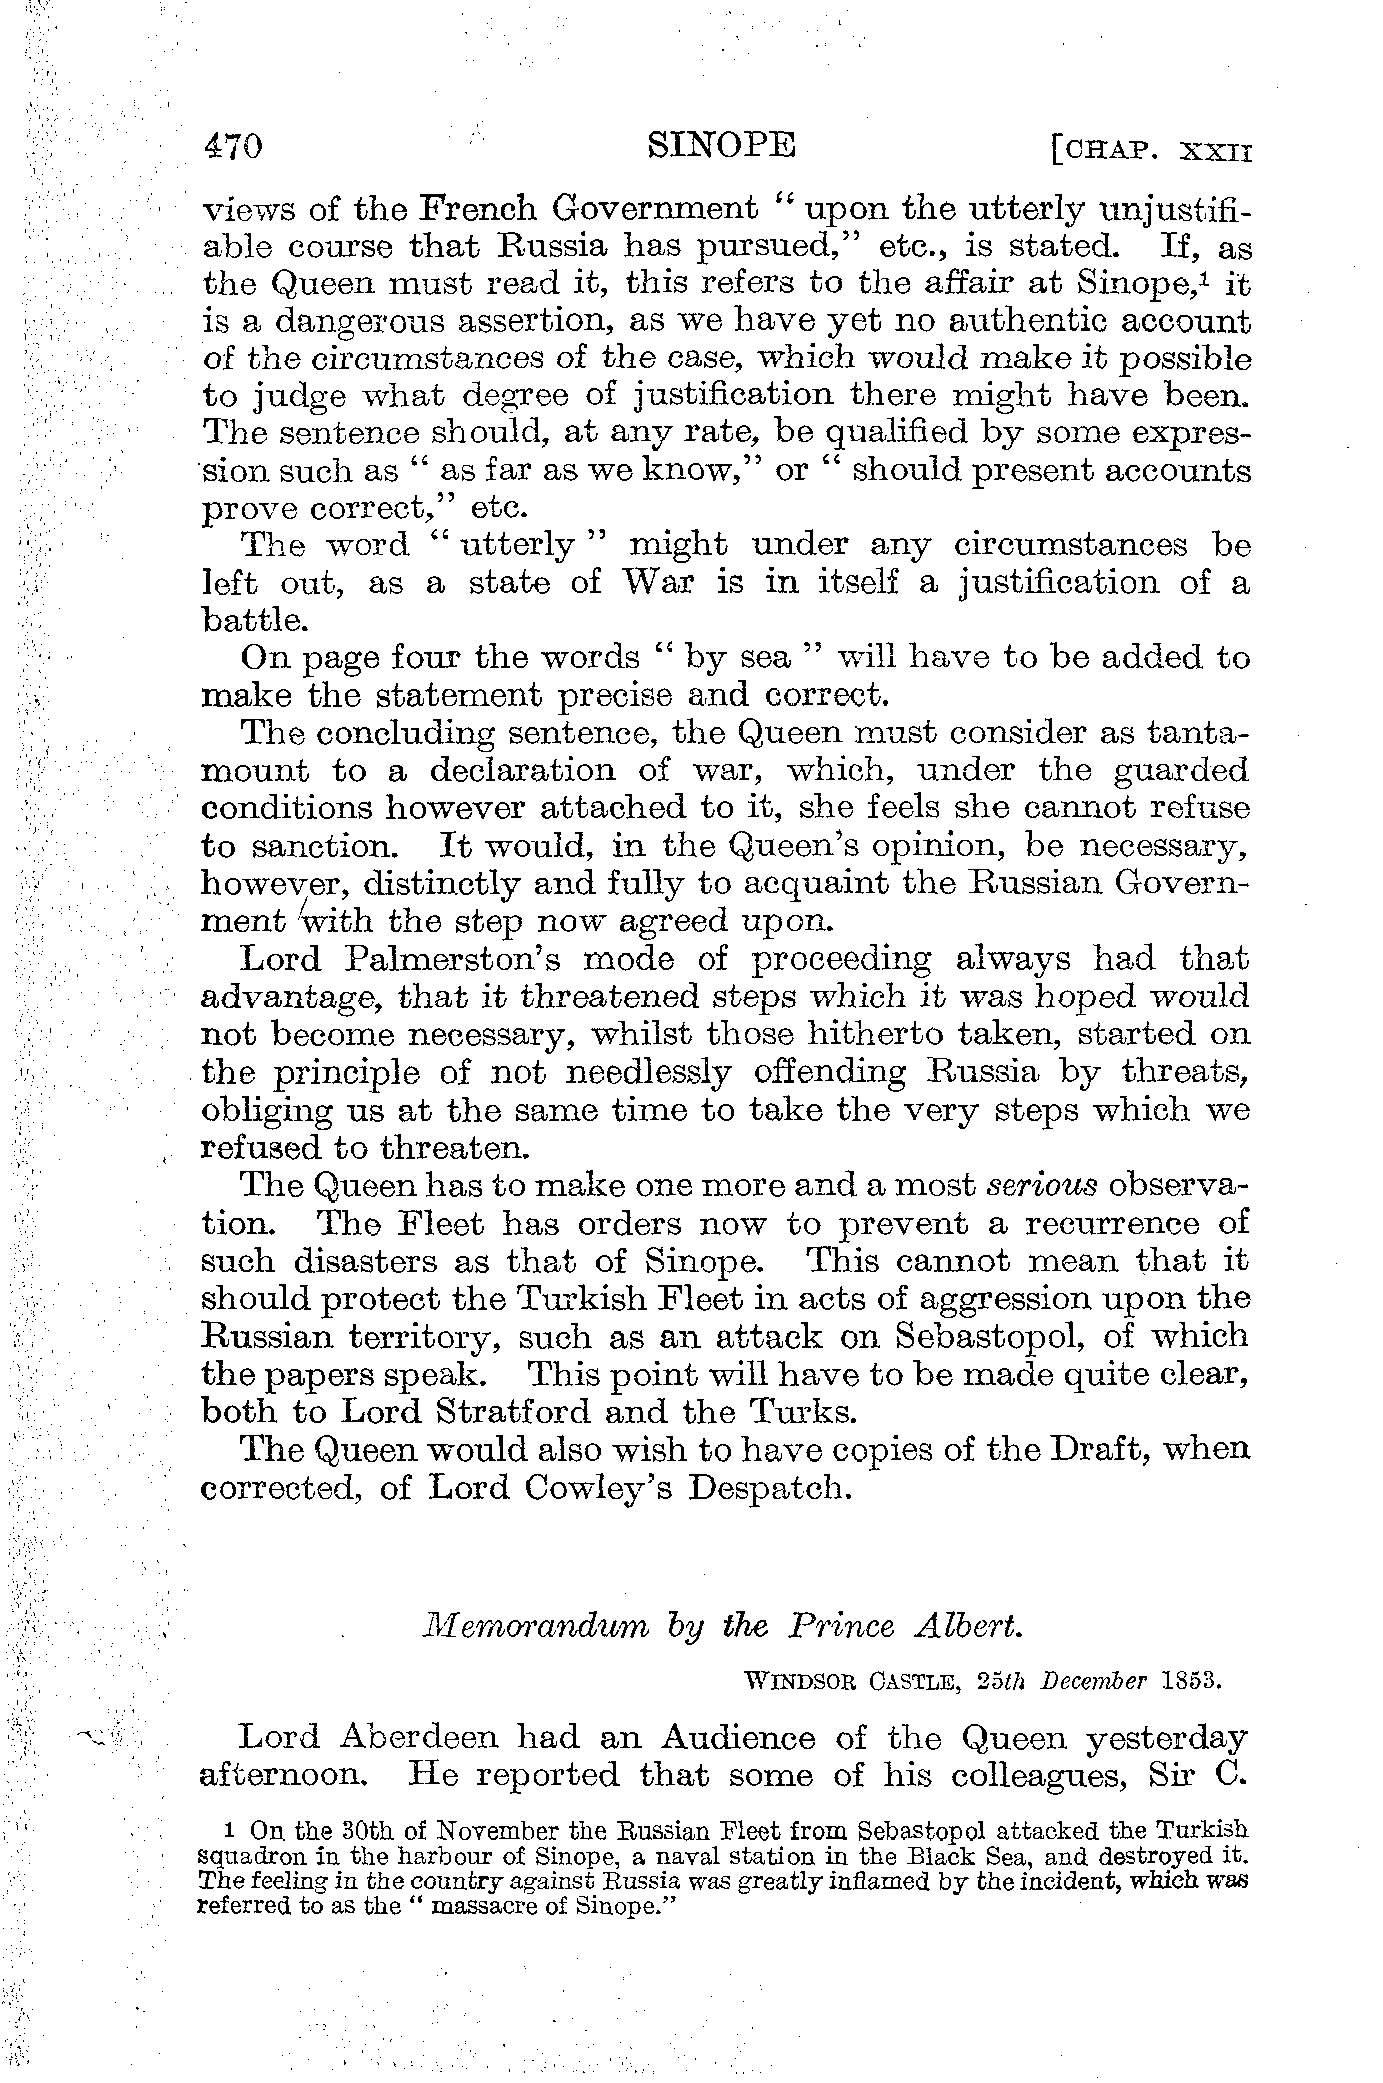 470 SINOPE [CHAP. XXII
views of the French Government “ upon the utterly unjustifi-
able course that Russia has pursued,” etc., is stated. If, as
the Queen must read it, this refers to the affair at Sinope,¹ it
is a dangerous assertion, as we have yet no authentic account
of the circumstances of the case, which would make it possible
to judge what degree of justification there might have been.
The sentence should, at any rate, be qualified by some expres-
sion such as “ as far as we know,” or “ should present accounts
prove correct,” etc.
The word “ utterly ” might under any circumstances be
left out, as a state of War is in itself a justification of a
battle.
On page four the words “ by sea ” will have to be added to
make the statement precise and correct.
The concluding sentence, the Queen must consider as tanta-
mount to a declaration of war, which, under the guarded
conditions however attached to it, she feels she cannot refuse
to sanction. It would, in the Queen’s opinion, be necessary,
however, distinctly and fully to acquaint the Russian Govern-
ment with the step now agreed upon.
Lord Palmerston’s mode of proceeding always had that
advantage, that it threatened steps which it was hoped would
not become necessary, whilst those hitherto taken, started on
the principle of not needlessly offending Russia by threats,
obliging us at the same time to take the very steps which we
refused to threaten.
The Queen has to make one more and a most serious observa-
tion. The Fleet has orders now to prevent a recurrence of
such disasters as that of Sinope. This cannot mean that it
should protect the Turkish Fleet in acts of aggression upon the
Russian territory, such as an attack on Sebastopol, of which
the papers speak. This point will have to be made quite clear,
both to Lord Stratford and the Turks.
The Queen would also wish to have copies of the Draft, when
corrected, of Lord Cowley’s Despatch.
Memorandum by the Prince Albert.
WINDSOR CASTLE, 25th December 1853.
Lord Aberdeen had an Audience of the Queen yesterday
afternoon. He reported that some of his colleagues, Sir C.
1 On the 30th of November the Russian Fleet from Sebastopol attacked the Turkish
squadron in the harbour of Sinope, a naval station in the Black Sea, and destroyed it.
The feeling in the country against Russia was greatly inflamed by the incident, which was
referred to as the “ massacre of Sinope.”